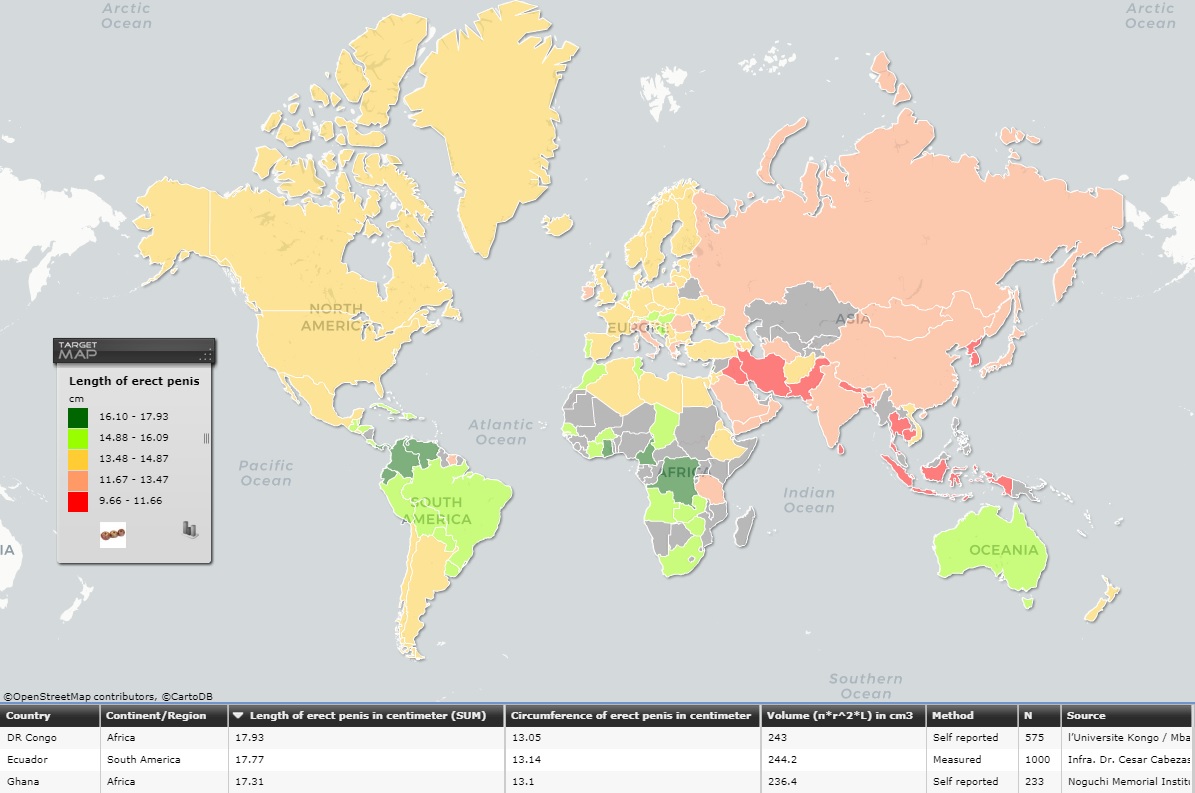 Arctic
Ocean
Arctic
Ocean
NORTH
AMERICA
EUROPE
ASIA
TARGET
MAP
Length of erect penis
cm
16.10 - 17.93
14.88 - 16.09
13.48 - 14.87
11.67 - 13.47
9.66 - 11.66
Atlantic
Ocean
Pacific
Ocean
AFRICA
SOUTH
AMERICA
Indian
Ocean
OCEANIA
IA
Southern
Ocean
©OpenStreetMap contributors, ©CartoDB
Country Continent/Region Length of erect penis in centimeter (SUM) Circumference of erect penis in centimeter Volume (n*r^2*L) in cm3 Method N Source
DR Congo Africa 17.93 13.05 243 Self reported 575 l'Universite Kongo / Mba
Ecuador South America 17.77 13.14 244.2 Measured 1000 Infra. Dr. Cesar Cabezas
Ghana Africa 17.31 13.1 236.4 Self reported 233 Noguchi Memorial Instit